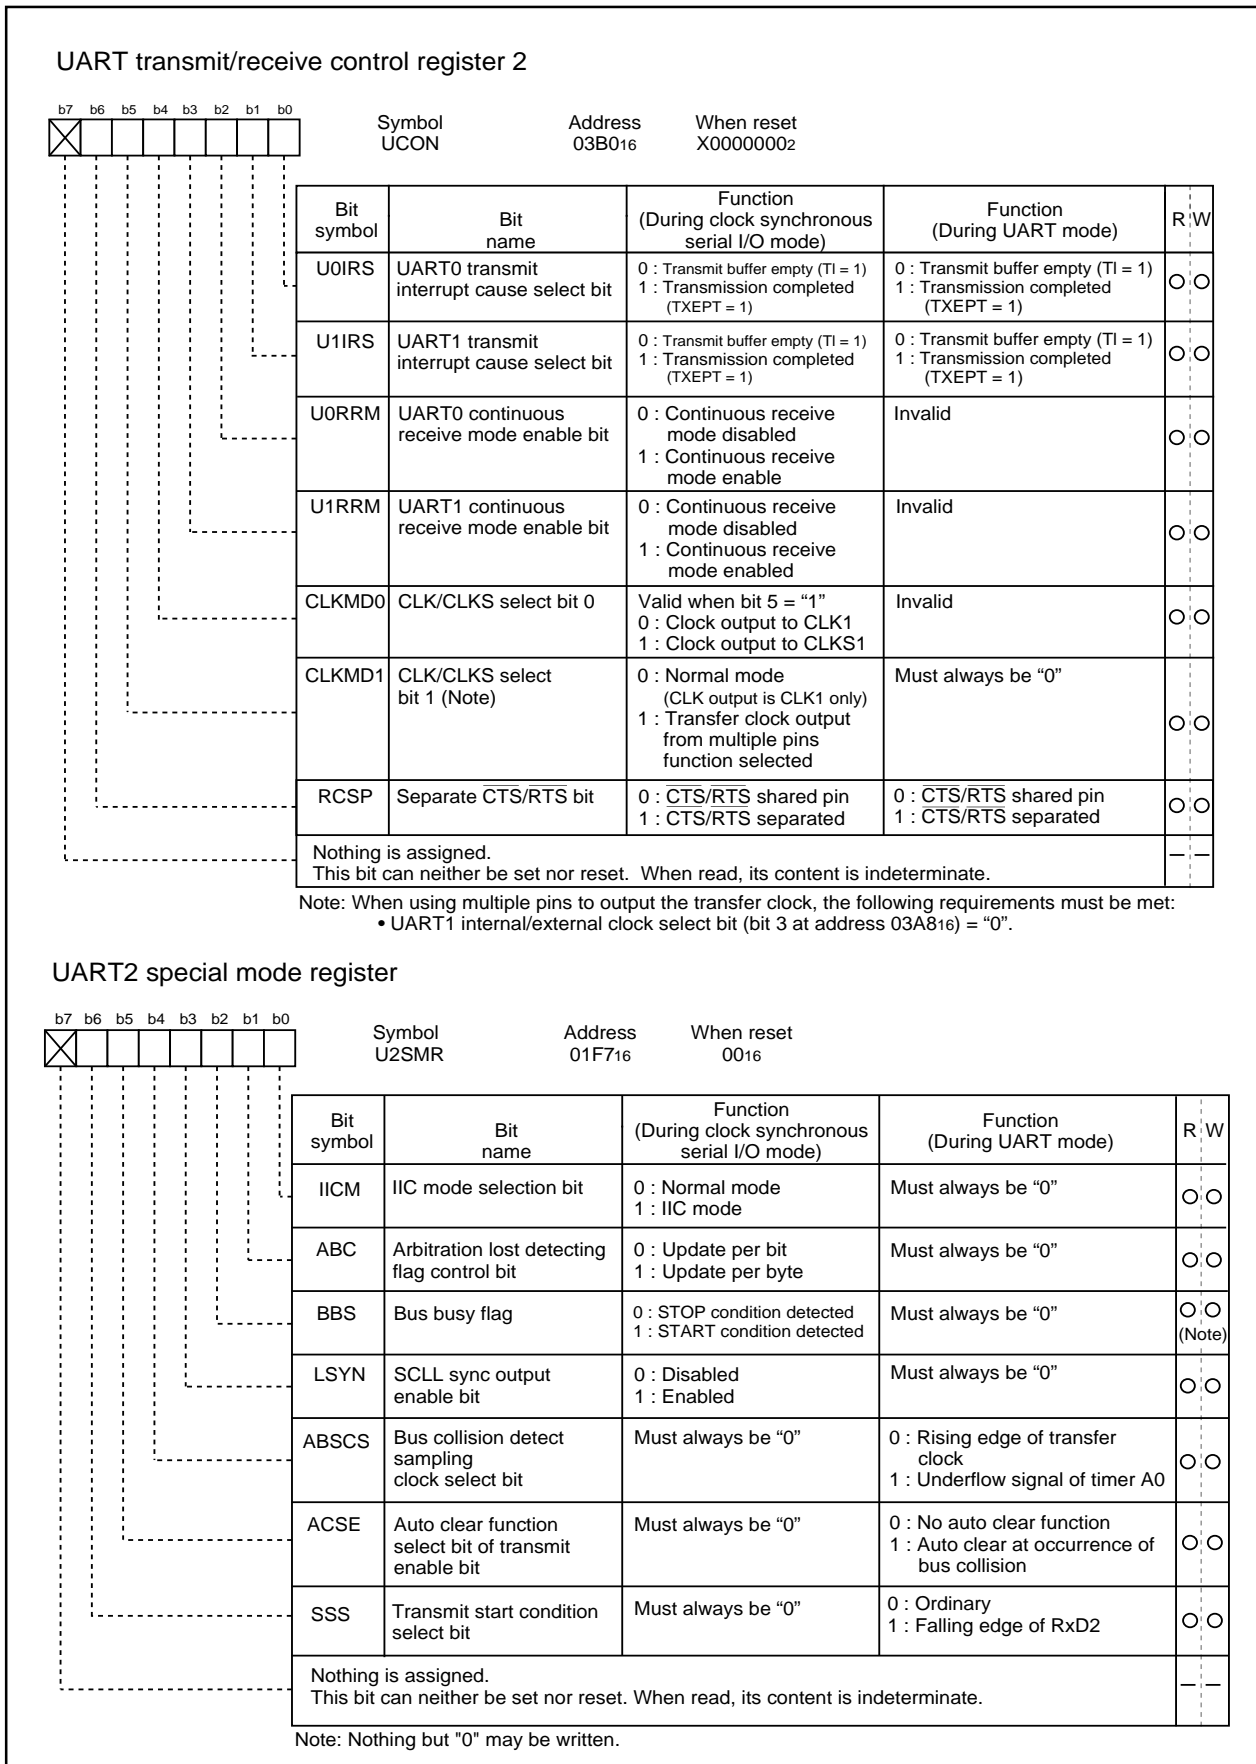 UART transmit/receive control register 2
b7 b6 b5 b4 b3 b2 b1 b0
Symbol Address When reset
UCON 03B016 X00000002
Bit symbol Bit name Function (During clock synchronous serial I/O mode) Function (During UART mode) R W
U0IRS UART0 transmit interrupt cause select bit
0 : Transmit buffer empty (TI = 1)
1 : Transmission completed
(TXEPT = 1)
0 : Transmit buffer empty (TI = 1)
1 : Transmission completed
(TXEPT = 1)
U1IRS UART1 transmit interrupt cause select bit
0 : Transmit buffer empty (TI = 1)
1 : Transmission completed
(TXEPT = 1)
0 : Transmit buffer empty (TI = 1)
1 : Transmission completed
(TXEPT = 1)
U0RRM UART0 continuous receive mode enable bit
0 : Continuous receive
mode disabled
1 : Continuous receive
mode enable
Invalid
U1RRM UART1 continuous receive mode enable bit
0 : Continuous receive
mode disabled
1 : Continuous receive
mode enabled
Invalid
CLKMD0 CLK/CLKS select bit 0
Valid when bit 5 = “1”
0 : Clock output to CLK1
1 : Clock output to CLKS1
Invalid
CLKMD1 CLK/CLKS select bit 1 (Note)
0 : Normal mode
(CLK output is CLK1 only)
1 : Transfer clock output
from multiple pins
function selected
Must always be “0”
RCSP Separate CTS/RTS bit
0 : CTS/RTS shared pin
1 : CTS/RTS separated
0 : CTS/RTS shared pin
1 : CTS/RTS separated
Nothing is assigned.
This bit can neither be set nor reset. When read, its content is indeterminate.
Note: When using multiple pins to output the transfer clock, the following requirements must be met:
• UART1 internal/external clock select bit (bit 3 at address 03A816) = “0”.
UART2 special mode register
b7 b6 b5 b4 b3 b2 b1 b0
Symbol Address When reset
U2SMR 01F716 0016
Bit symbol Bit name Function (During clock synchronous serial I/O mode) Function (During UART mode) R W
IICM IIC mode selection bit
0 : Normal mode
1 : IIC mode
Must always be “0”
ABC Arbitration lost detecting flag control bit
0 : Update per bit
1 : Update per byte
Must always be “0”
BBS Bus busy flag
0 : STOP condition detected
1 : START condition detected
Must always be “0”
(Note)
LSYN SCLL sync output enable bit
0 : Disabled
1 : Enabled
Must always be “0”
ABSCS Bus collision detect sampling clock select bit
Must always be “0”
0 : Rising edge of transfer
clock
1 : Underflow signal of timer A0
ACSE Auto clear function select bit of transmit enable bit
Must always be “0”
0 : No auto clear function
1 : Auto clear at occurrence of
bus collision
SSS Transmit start condition select bit
Must always be “0”
0 : Ordinary
1 : Falling edge of RxD2
Nothing is assigned.
This bit can neither be set nor reset. When read, its content is indeterminate.
Note: Nothing but "0" may be written.